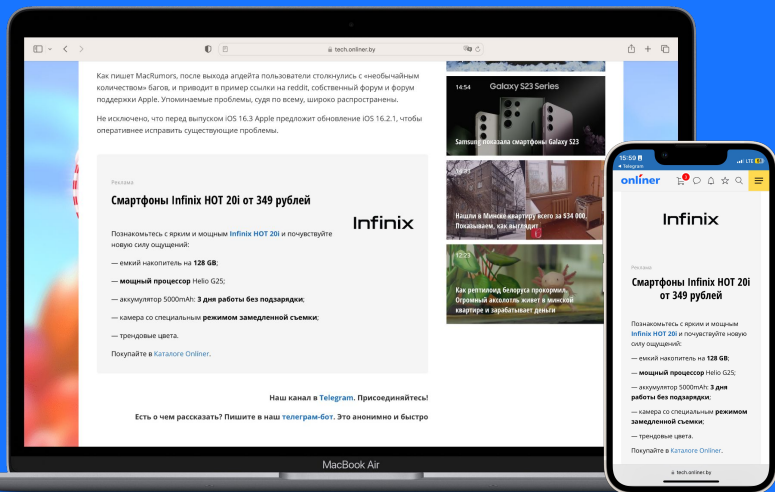 tech.onliner.by
Как пишет MacRumors, после выхода апдейта пользователи столкнулись с «необычайным
количеством» багов, и приводит в пример ссылки на reddit, собственный форум и форум
поддержки Apple. Упоминаемые проблемы, судя по всему, широко распространены.
Не исключено, что перед выпуском iOS 16.3 Apple предложит обновление iOS 16.2.1, чтобы
оперативнее исправить существующие проблемы.
Реклама
Смартфоны Infinix HOT 20i от 349 рублей
Infinix
Познакомьтесь с ярким и мощным Infinix HOT 20i и почувствуйте
новую силу ощущений:
— емкий накопитель на 128 GB;
— мощный процессор Helio G25;
— аккумулятор 5000mAh: 3 дня работы без подзарядки;
— камера со специальным режимом замедленной съемки;
— трендовые цвета.
Покупайте в Каталоге Onliner.
Наш канал в Telegram. Присоединяйтесь!
Есть о чем рассказать? Пишите в наш телеграм-бот. Это анонимно и быстро
14:54
Galaxy S23 Series
Samsung показала смартфоны Galaxy S23
Нашли в Минске квартиру всего за $34 000.
Показываем, как выглядит
12:23
Как рептилоид белоруса прокормил.
Огромный аксолотль живет в минской
квартире и зарабатывает деньги
MacBook Air
15:59
LTE
Telegram
onlíner
2
Infinix
Реклама
Смартфоны Infinix HOT 20i
от 349 рублей
Познакомьтесь с ярким и мощным
Infinix HOT 20i и почувствуйте новую
силу ощущений:
— емкий накопитель на 128 GB;
— мощный процессор Helio G25;
— аккумулятор 5000mAh: 3 дня
работы без подзарядки;
— камера со специальным режимом
замедленной съемки;
— трендовые цвета.
Покупайте в Каталоге Onliner.
tech.onliner.by